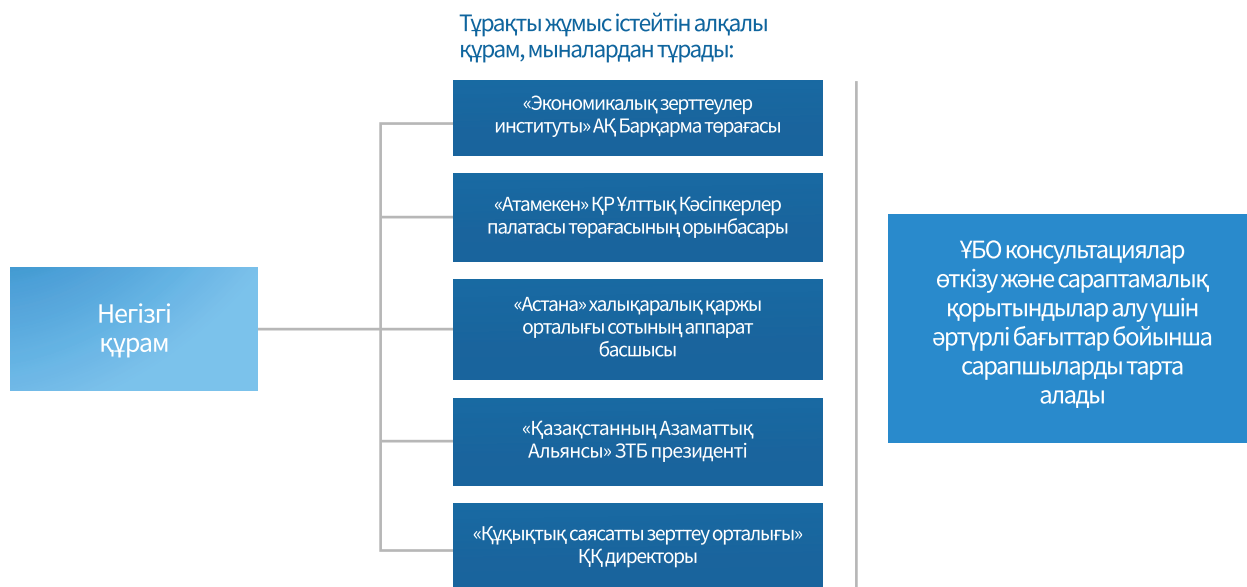 Тұрақты жұмыс істейтін алқалы
құрам, мыналардан тұрады:
Негізгі
құрам
«Экономикалық зерттеулер
институты» АҚ Барқарма төрағасы
«Атамекен» ҚР Ұлттық Кәсіпкерлер
палатасы төрағасының орынбасары
«Астана» халықаралық қаржы
орталығы сотының аппарат
басшысы
«Қазақстанның Азаматтық
Альянсы» ЗТБ президенті
«Құқықтық саясатты зерттеу орталығы»
ҚҚ директоры
ҰБО консультациялар
өткізу және сараптамалық
қорытындылар алу үшін
әртүрлі бағыттар бойынша
сарапшыларды тарта
алады